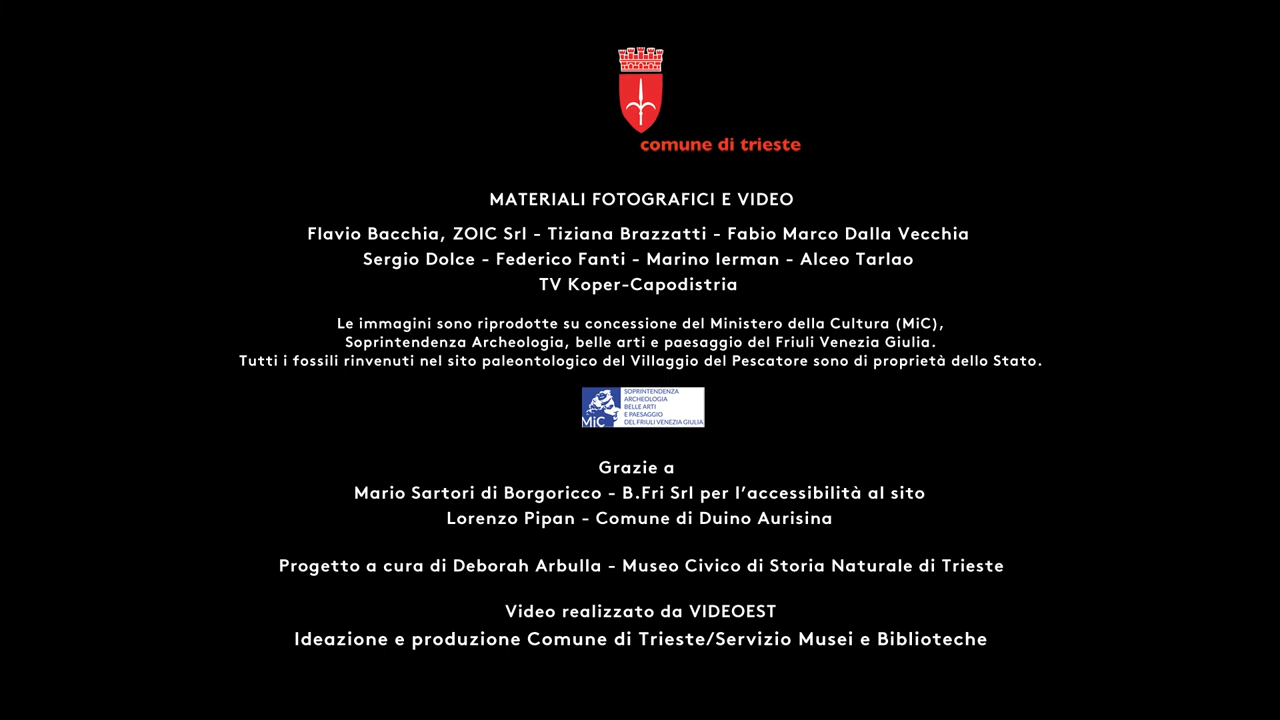 comune di trieste
MATERIALI FOTOGRAFICI E VIDEO
Flavio Bacchia, ZOIC Srl - Tiziana Brazzatti - Fabio Marco Dalla Vecchia
Sergio Dolce - Federico Fanti - Marino Ierman - Alceo Tarlao
TV Koper-Capodistria
Le immagini sono riprodotte su concessione del Ministero della Cultura (MiC),
Soprintendenza Archeologia, belle arti e paesaggio del Friuli Venezia Giulia.
Tutti i fossili rinvenuti nel sito paleontologico del Villaggio del Pescatore sono di proprietà dello Stato.
MiC
SOPRINTENDENZA
ARCHEOLOGIA
BELLE ARTI
E PAESAGGIO
DEL FRIULI VENEZIA GIULIA
Grazie a
Mario Sartori di Borgoricco - B.Fri Srl per l’accessibilità al sito
Lorenzo Pipan - Comune di Duino Aurisina
Progetto a cura di Deborah Arbulla - Museo Civico di Storia Naturale di Trieste
Video realizzato da VIDEOEST
Ideazione e produzione Comune di Trieste/Servizio Musei e Biblioteche